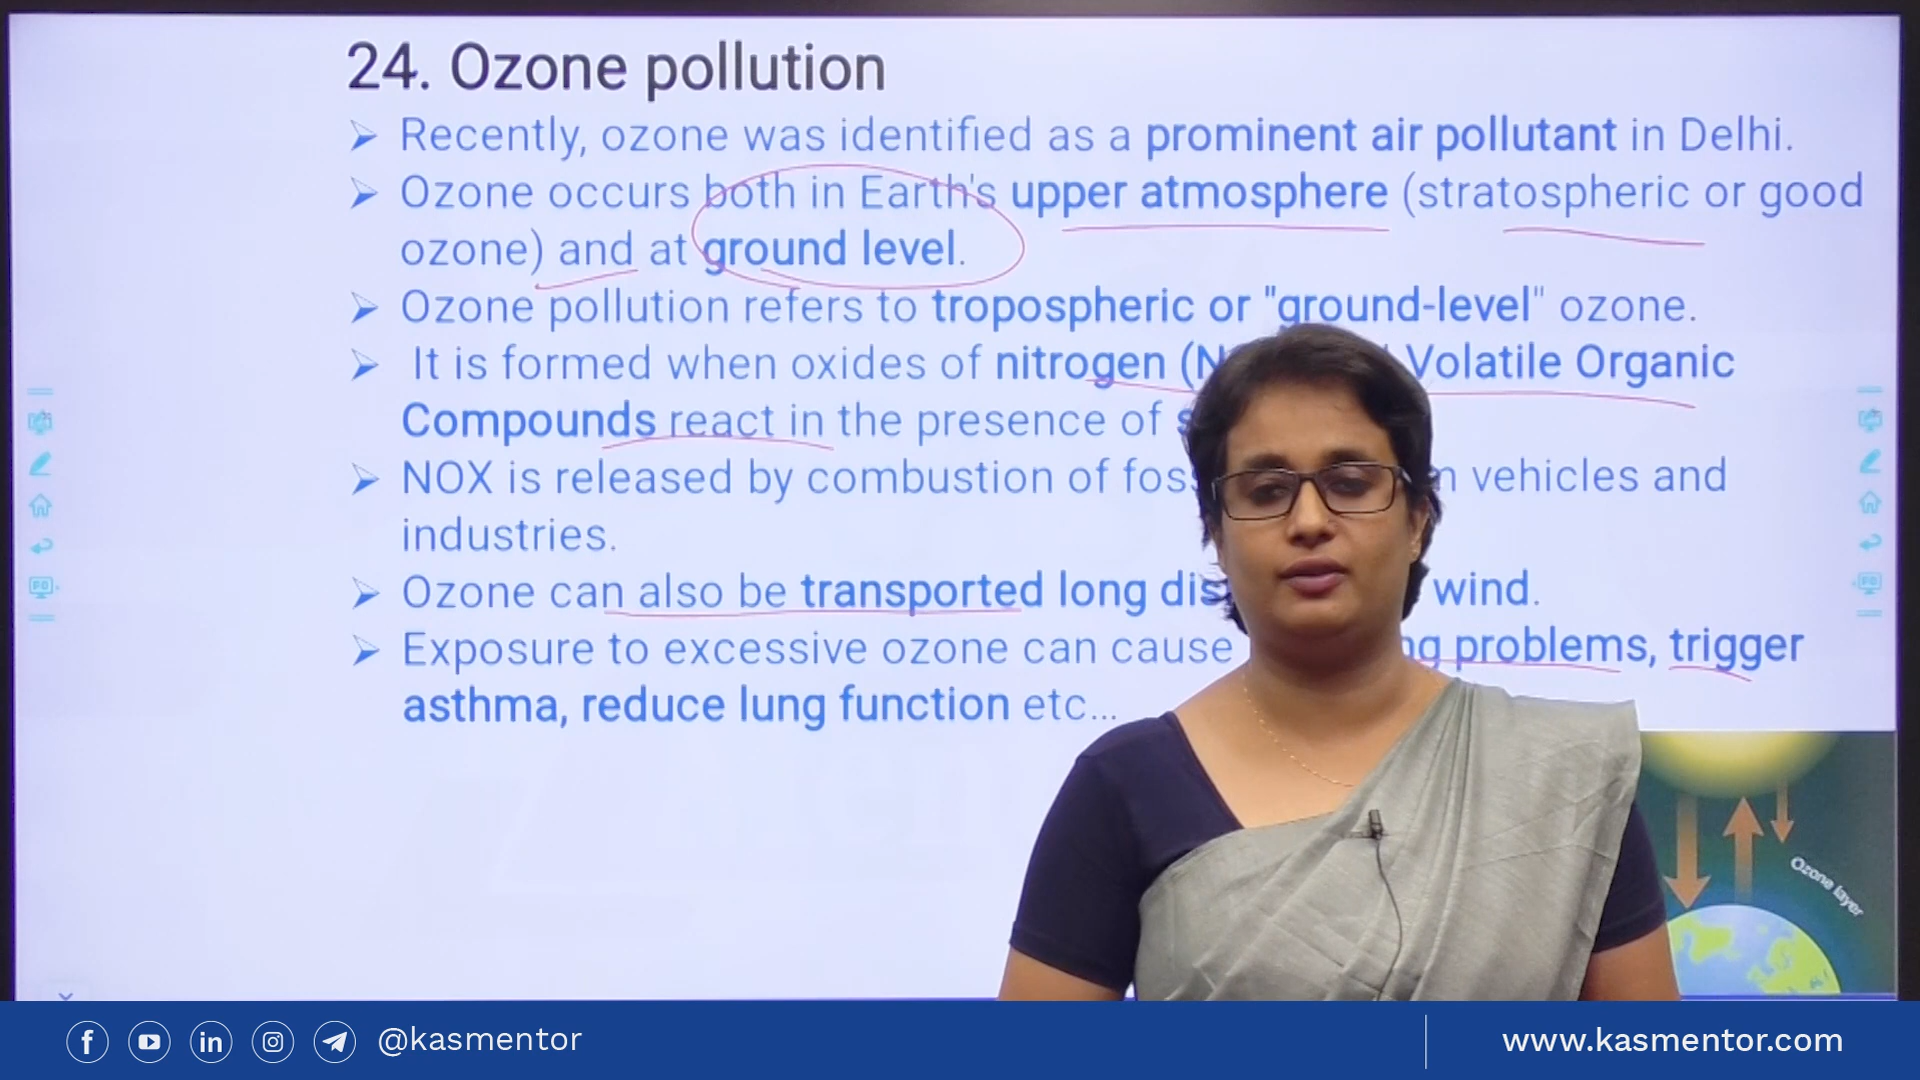 24. Ozone pollution
Recently, ozone was identified as a prominent air pollutant in Delhi.
Ozone occurs both in Earth's upper atmosphere (stratospheric or good
ozone) and at ground level.
Ozone pollution refers to tropospheric or "ground-level" ozone.
It is formed when oxides of nitrogen (N Volatile Organic
Compounds react in the presence of
NOX is released by combustion of vehicles and
industries.
Ozone can also be transported long wind.
Exposure to excessive ozone can cause problems, trigger
asthma, reduce lung function etc...
Ozone layer
@kasmentor
www.kasmentor.com